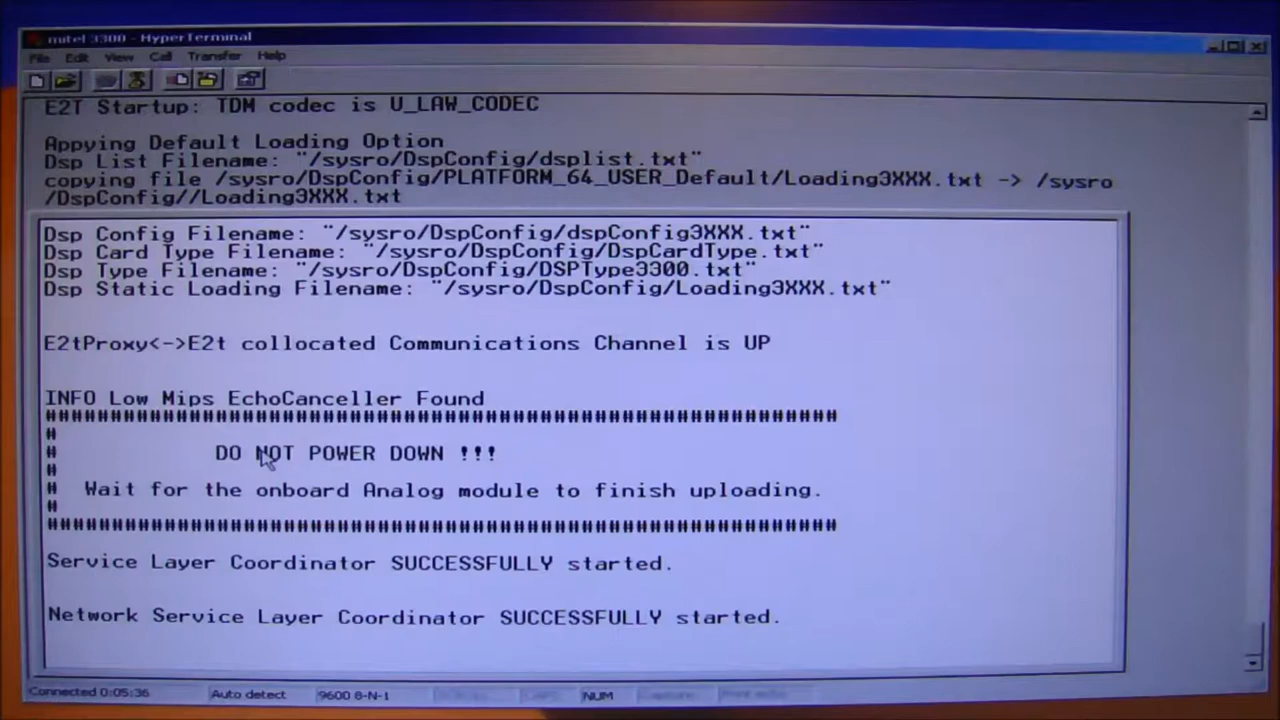 mitel 3300 - HyperTerminal
File Edit View Call Transfer Help
E2T Startup: TDM codec is U_LAW_CODEC
Appying Default Loading Option
Dsp List Filename: "/sysro/DspConfig/dsplist.txt"
copying file /sysro/DspConfig/PLATFORM_64_USER_Default/Loading3XXX.txt -> /sysro
/DspConfig//Loading3XXX.txt
Dsp Config Filename: "/sysro/DspConfig/dspConfig3XXX.txt"
Dsp Card Type Filename: "/sysro/DspConfig/DspCardType.txt"
Dsp Type Filename: "/sysro/DspConfig/DSPType3300.txt"
Dsp Static Loading Filename: "/sysro/DspConfig/Loading3XXX.txt"
E2tProxy<->E2t collocated Communications Channel is UP
INFO Low Mips EchoCanceller Found
####################################################################
#
# DO NOT POWER DOWN !!!
#
# Wait for the onboard Analog module to finish uploading.
#
####################################################################
Service Layer Coordinator SUCCESSFULLY started.
Network Service Layer Coordinator SUCCESSFULLY started.
Connected 0:05:36 Auto detect 9600 8-N-1 NUM Capture Print echo